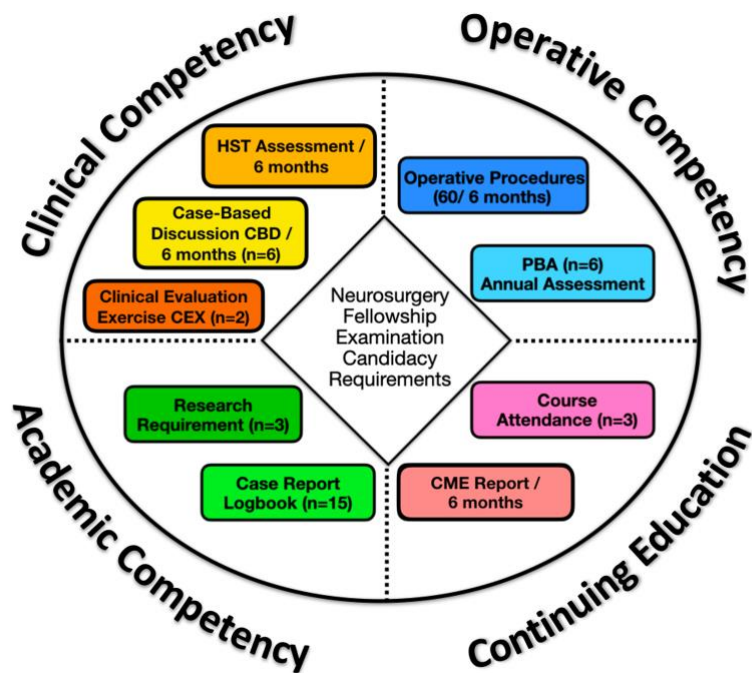 Clinical Competency
Operative Competency
HST Assessment /
6 months
Case-Based
Discussion CBD /
6 months (n=6)
Clinical Evaluation
Exercise CEX (n=2)
Operative Procedures
(60/ 6 months)
PBA (n=6)
Annual Assessment
Neurosurgery
Fellowship
Examination
Candidacy
Requirements
Research
Requirement (n=3)
Case Report
Logbook (n=15)
Course
Attendance (n=3)
CME Report /
6 months
Academic Competency
Continuing Education